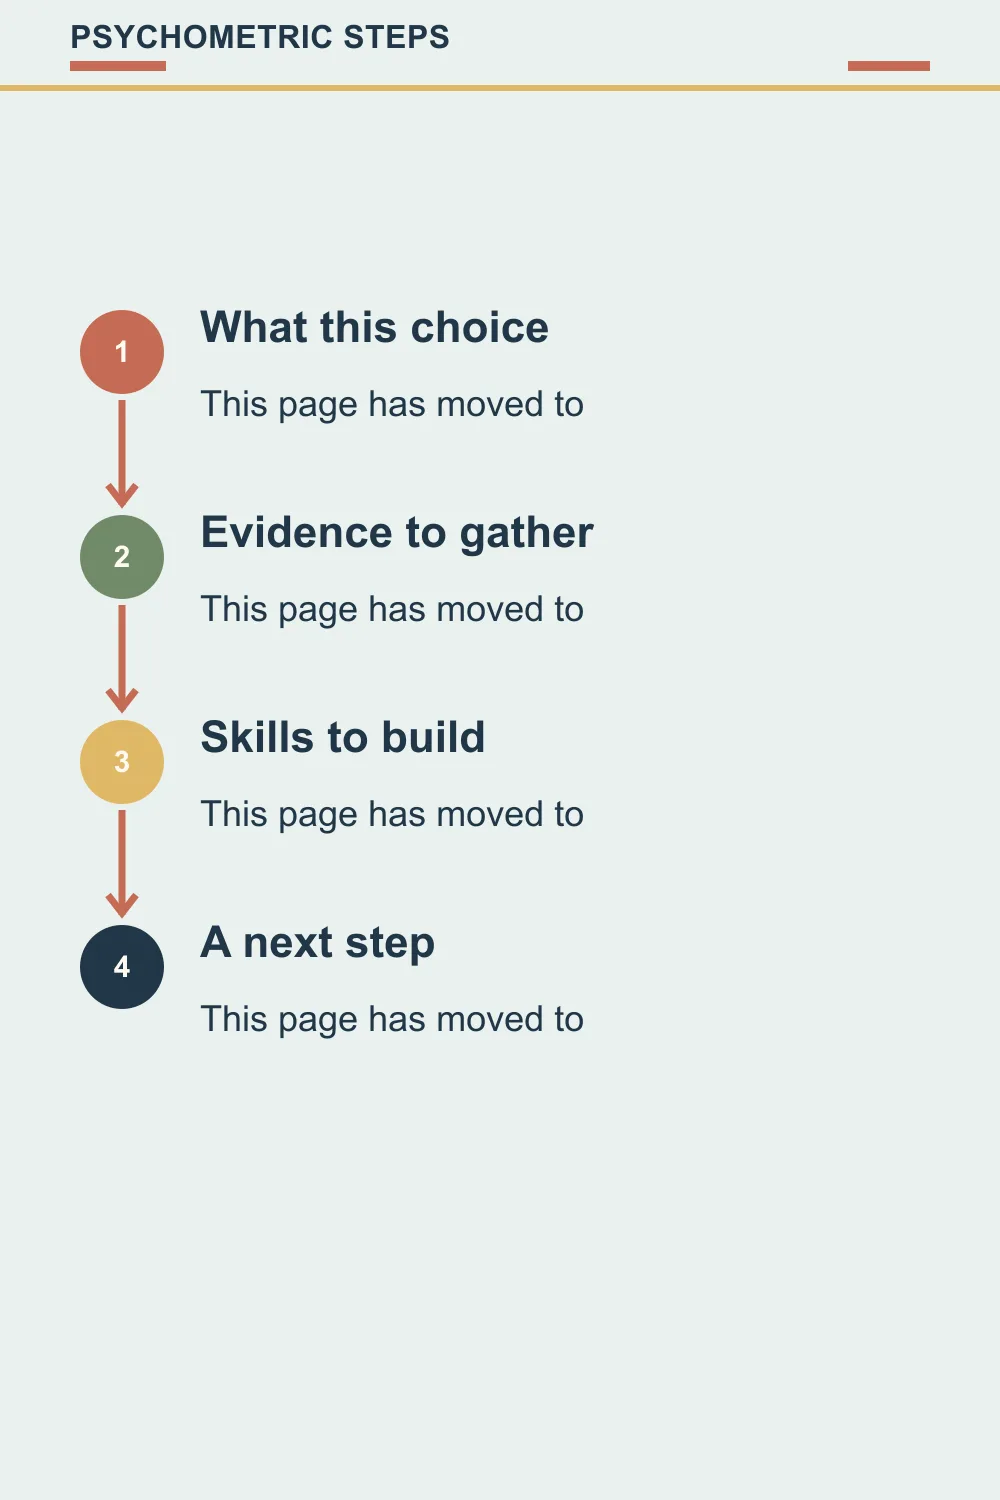 PSYCHOMETRIC STEPS
1
What this choice
This page has moved to
2
Evidence to gather
This page has moved to
3
Skills to build
This page has moved to
4
A next step
This page has moved to